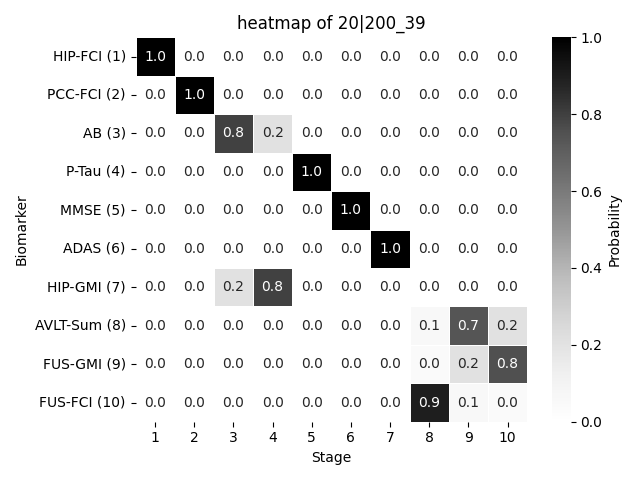 heatmap of 20|200_39
HIP-FCI (1) 1.0 0.0 0.0 0.0 0.0 0.0 0.0 0.0 0.0 0.0
PCC-FCI (2) 0.0 1.0 0.0 0.0 0.0 0.0 0.0 0.0 0.0 0.0
AB (3) 0.0 0.0 0.8 0.2 0.0 0.0 0.0 0.0 0.0 0.0
P-Tau (4) 0.0 0.0 0.0 0.0 1.0 0.0 0.0 0.0 0.0 0.0
MMSE (5) 0.0 0.0 0.0 0.0 0.0 1.0 0.0 0.0 0.0 0.0
ADAS (6) 0.0 0.0 0.0 0.0 0.0 0.0 1.0 0.0 0.0 0.0
HIP-GMI (7) 0.0 0.0 0.2 0.8 0.0 0.0 0.0 0.0 0.0 0.0
AVLT-Sum (8) 0.0 0.0 0.0 0.0 0.0 0.0 0.0 0.1 0.7 0.2
FUS-GMI (9) 0.0 0.0 0.0 0.0 0.0 0.0 0.0 0.0 0.2 0.8
FUS-FCI (10) 0.0 0.0 0.0 0.0 0.0 0.0 0.0 0.9 0.1 0.0
1 2 3 4 5 6 7 8 9 10
Stage
Biomarker
1.0
0.8
0.6
0.4
0.2
0.0
Probability